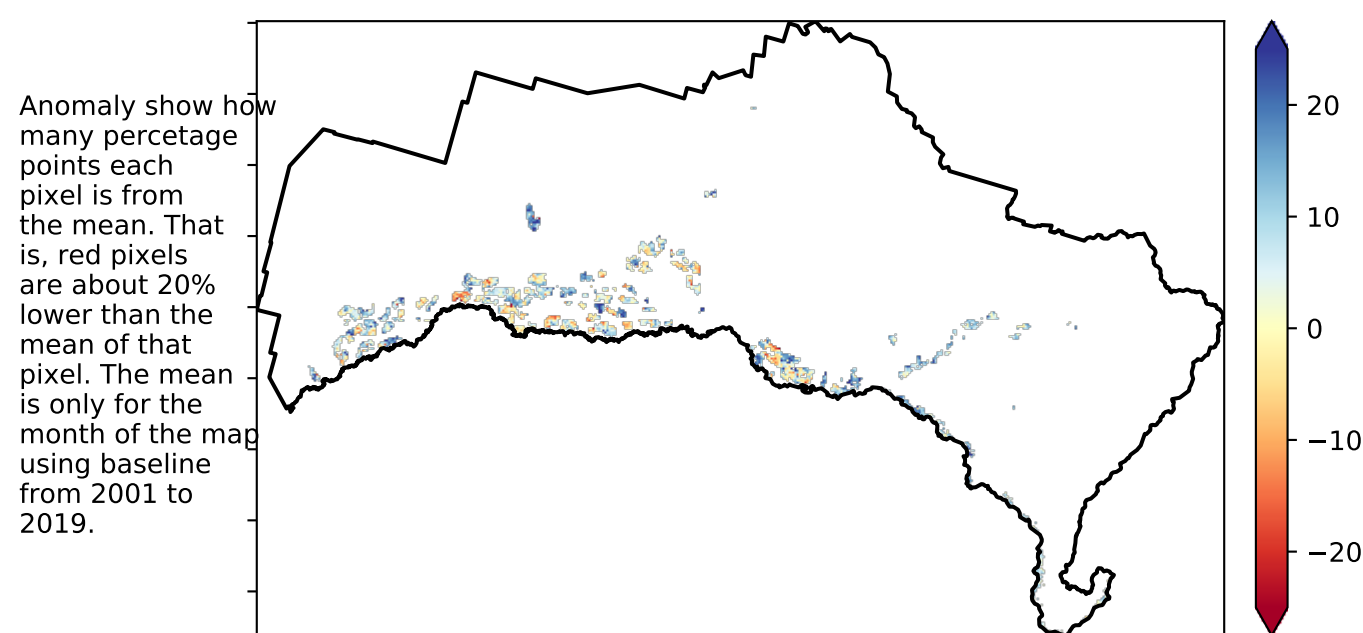 Anomaly show how
many percetage
points each
pixel is from
the mean. That
is, red pixels
are about 20%
lower than the
mean of that
pixel. The mean
is only for the
month of the map
using baseline
from 2001 to
2019.
20
10
0
−10
−20